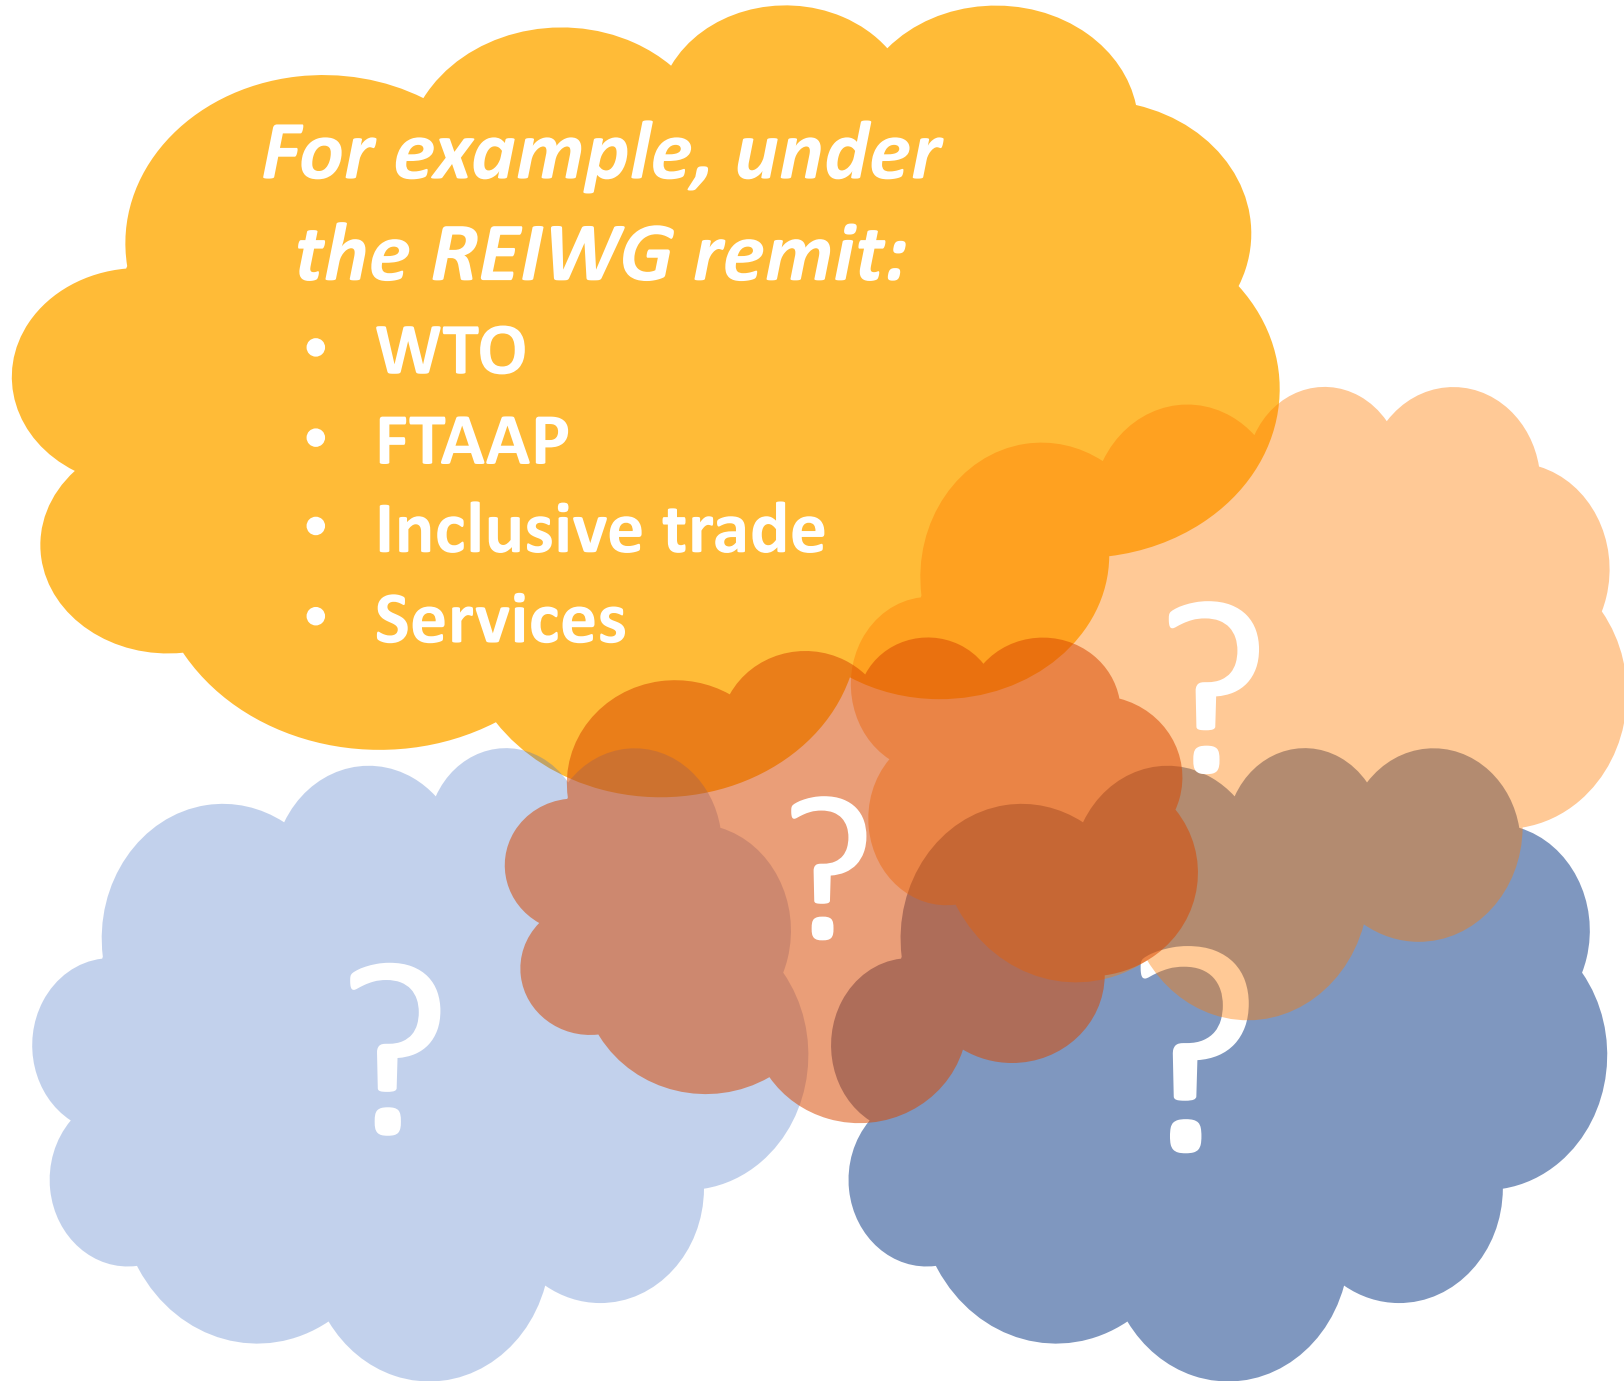 For example, under
the REIWG remit:
• WTO
• FTAAP
• Inclusive trade
• Services
?
?
?
?